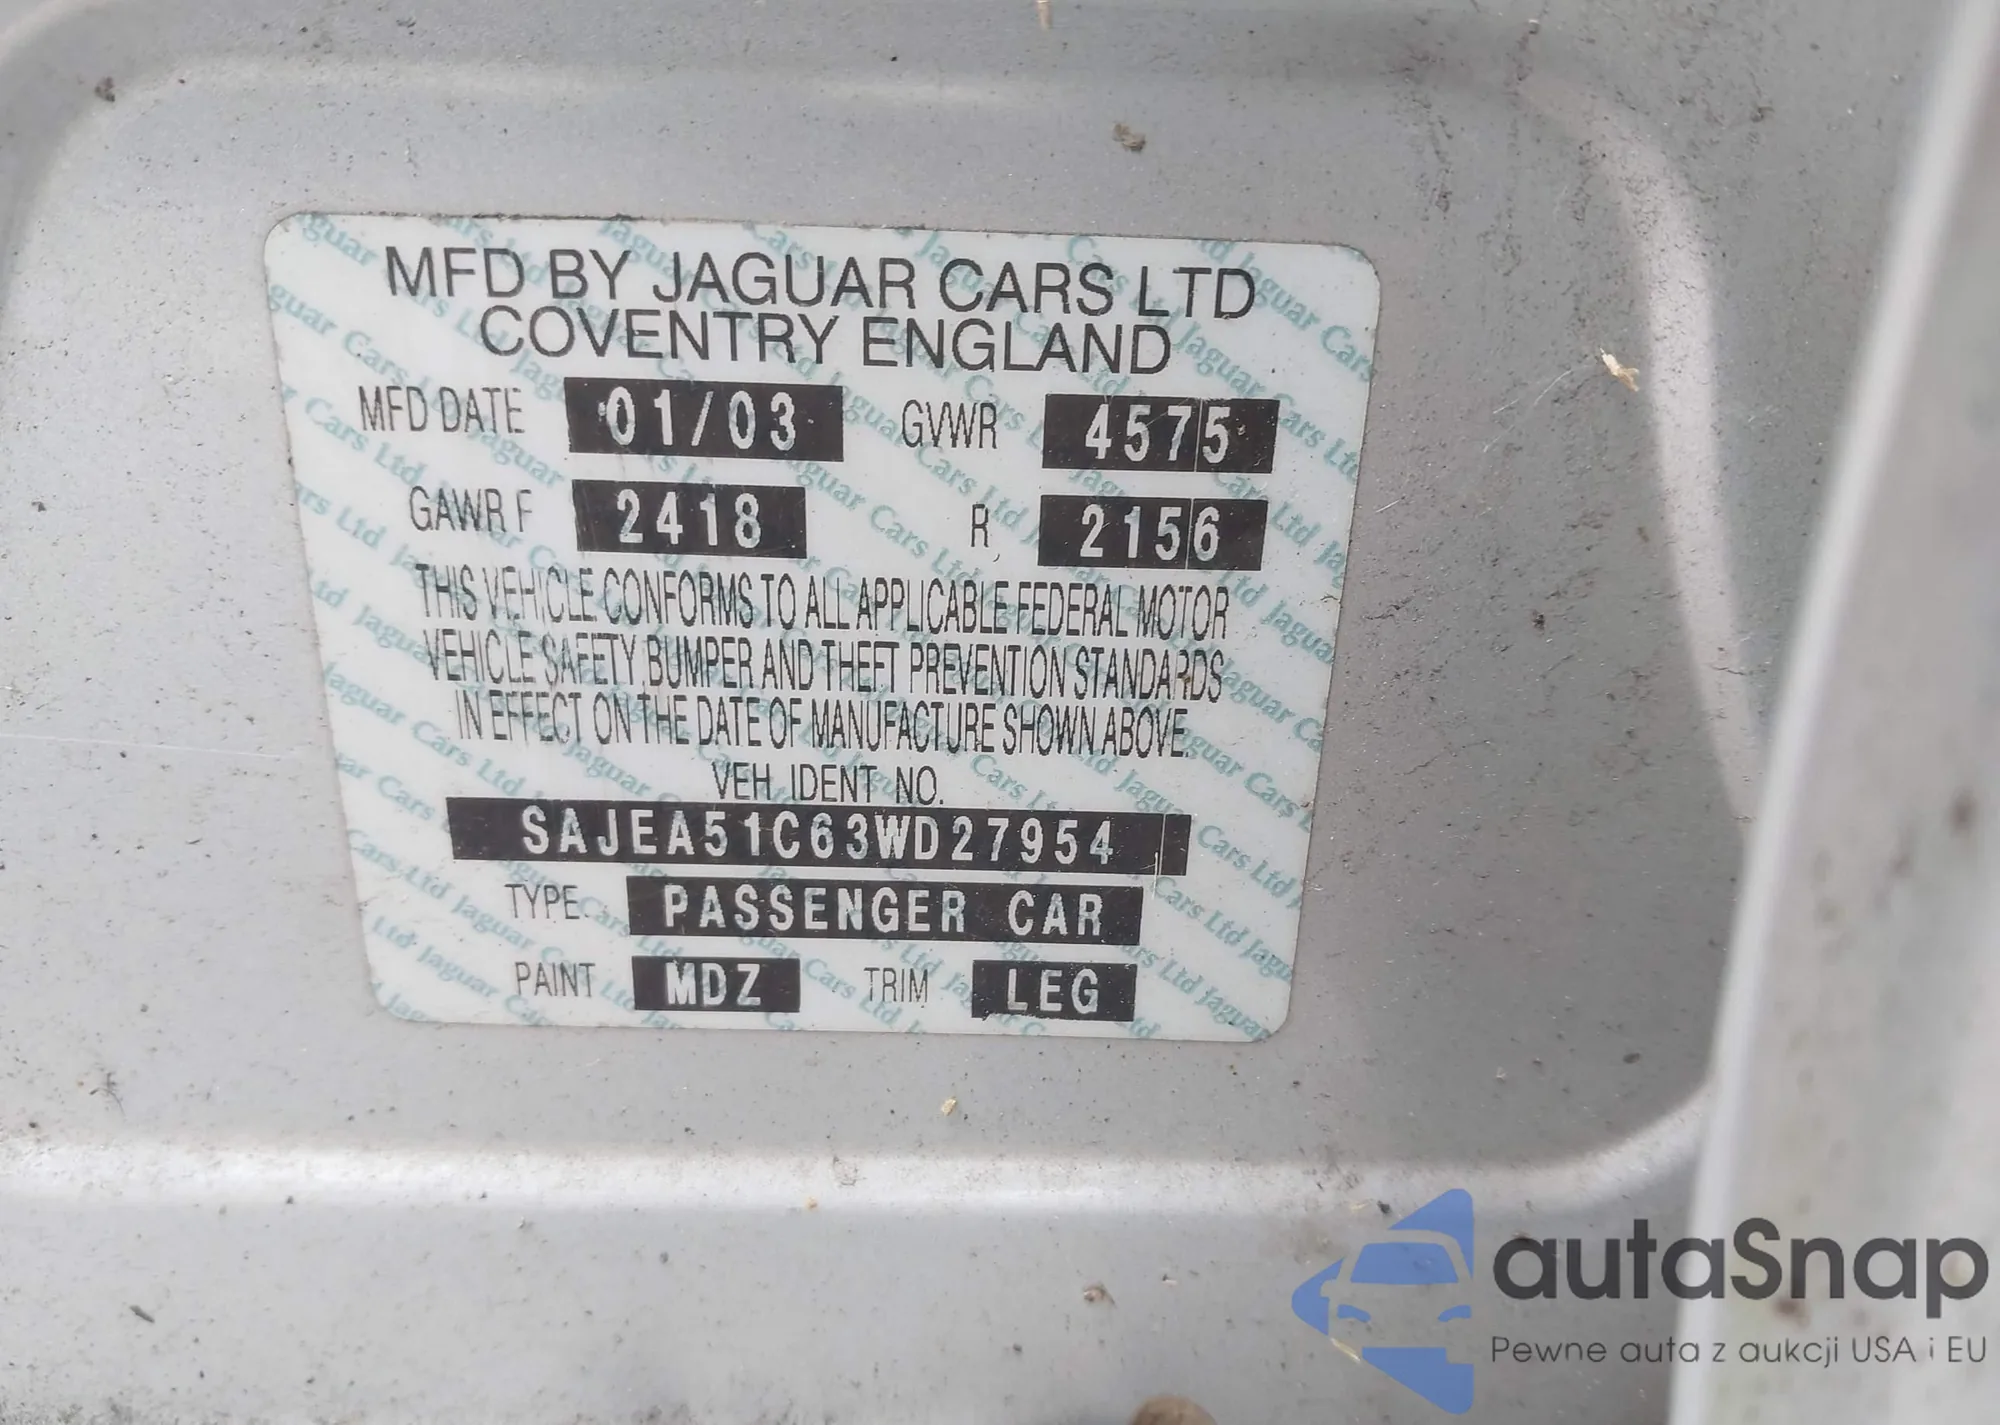 MFD BY JAGUAR CARS LTD
COVENTRY ENGLAND
MFD DATE 01/03 GVWR 4575
GAWR F 2418 R 2156
THIS VEHICLE CONFORMS TO ALL APPLICABLE FEDERAL MOTOR
VEHICLE SAFETY, BUMPER AND THEFT PREVENTION STANDARDS
IN EFFECT ON THE DATE OF MANUFACTURE SHOWN ABOVE.
VEH. IDENT NO.
SAJEA51C63WD27954
TYPE: PASSENGER CAR
PAINT MDZ TRIM LEG
autaSnap
Pewne auta z aukcji USA i EU